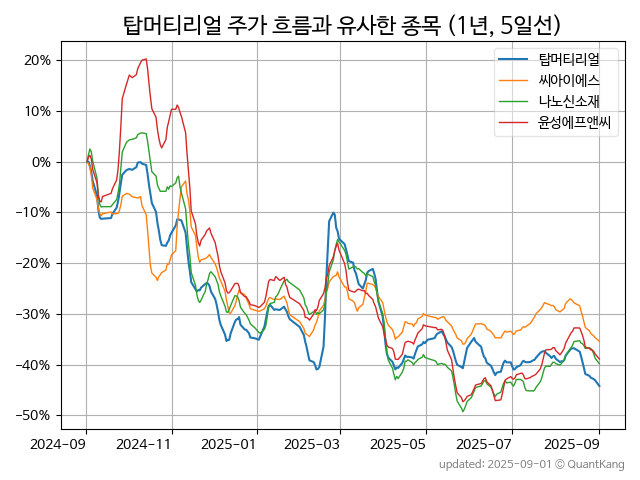 탑머티리얼 주가 흐름과 유사한 종목 (1년, 5일선)
탑머티리얼
씨아이에스
나노신소재
윤성에프앤씨
20%
10%
0%
−10%
−20%
−30%
−40%
−50%
2024-09 2024-11 2025-01 2025-03 2025-05 2025-07 2025-09
updated: 2025-09-01 © QuantKang